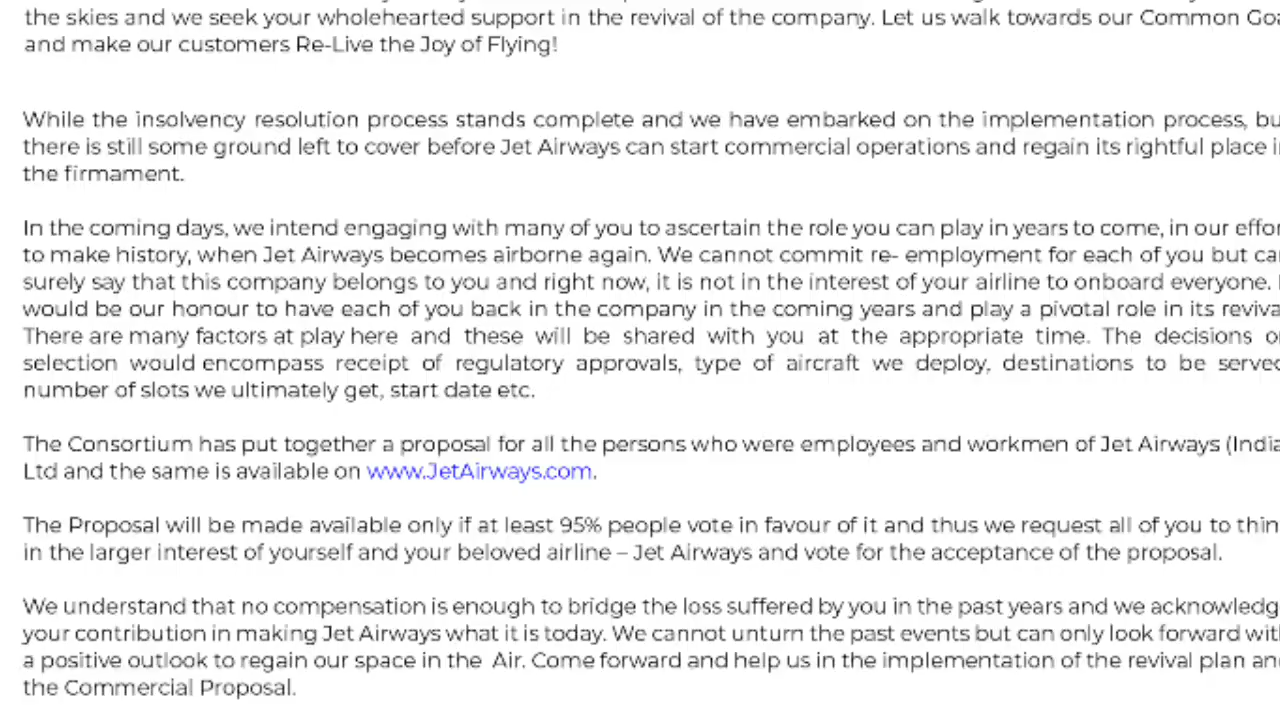 the skies and we seek your wholehearted support in the revival of the company. Let us walk towards our Common
and make our customers Re-Live the Joy of Flying!
While the insolvency resolution process stands complete and we have embarked on the implementation process,
there is still some ground left to cover before Jet Airways can start commercial operations and regain its rightful place
the firmament.
In the coming days, we intend engaging with many of you to ascertain the role you can play in years to come, in our
to make history, when Jet Airways becomes airborne again. We cannot commit re- employment for each of you but
surely say that this company belongs to you and right now, it is not in the interest of your airline to onboard everyone.
would be our honour to have each of you back in the company in the coming years and play a pivotal role in its
There are many factors at play here and these will be shared with you at the appropriate time. The decisions
selection would encompass receipt of regulatory approvals, type of aircraft we deploy, destinations to be
number of slots we ultimately get, start date etc.
The Consortium has put together a proposal for all the persons who were employees and workmen of Jet Airways
Ltd and the same is available on www.JetAirways.com.
The Proposal will be made available only if at least 95% people vote in favour of it and thus we request all of you to
in the larger interest of yourself and your beloved airline – Jet Airways and vote for the acceptance of the proposal.
We understand that no compensation is enough to bridge the loss suffered by you in the past years and we
your contribution in making Jet Airways what it is today. We cannot unturn the past events but can only look forward
a positive outlook to regain our space in the Air. Come forward and help us in the implementation of the revival plan
the Commercial Proposal.